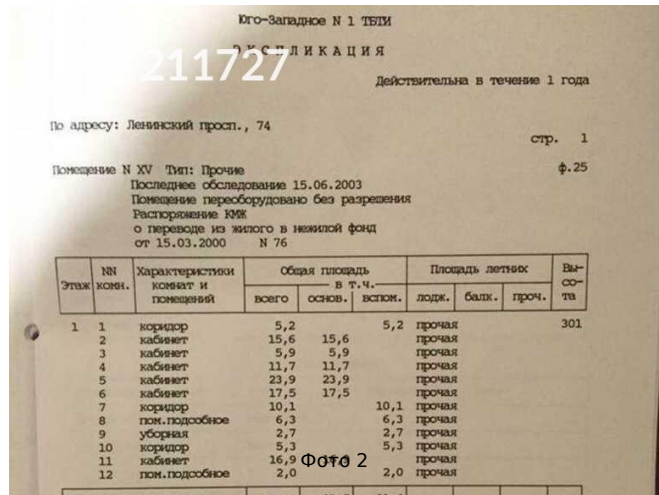 Юго-Западное N 1 ТБТИ
ЭКСПЛИКАЦИЯ
211727
Действительна в течение 1 года
По адресу: Ленинский просп., 74
стр. 1
Помещение N XV Тип: Прочие ф.25
Последнее обследование 15.06.2003
Помещение переоборудовано без разрешения
Распоряжение КМЖ
о переводе из жилого в нежилой фонд
от 15.03.2000 N 76
Этаж NN комн. Характеристики комнат и помещений Общая площадь всего в т.ч. основ. вспом. Площадь летних лодж. балк. проч. Вы-со-та
1 1 коридор 5,2 5,2 прочая 301
2 кабинет 15,6 15,6 прочая
3 кабинет 5,9 5,9 прочая
4 кабинет 11,7 11,7 прочая
5 кабинет 23,9 23,9 прочая
6 кабинет 17,5 17,5 прочая
7 коридор 10,1 10,1 прочая
8 пом.подсобное 6,3 6,3 прочая
9 уборная 2,7 2,7 прочая
10 коридор 5,3 5,3 прочая
11 кабинет 16,9 прочая
Фото 2
12 пом.подсобное 2,0 2,0 прочая